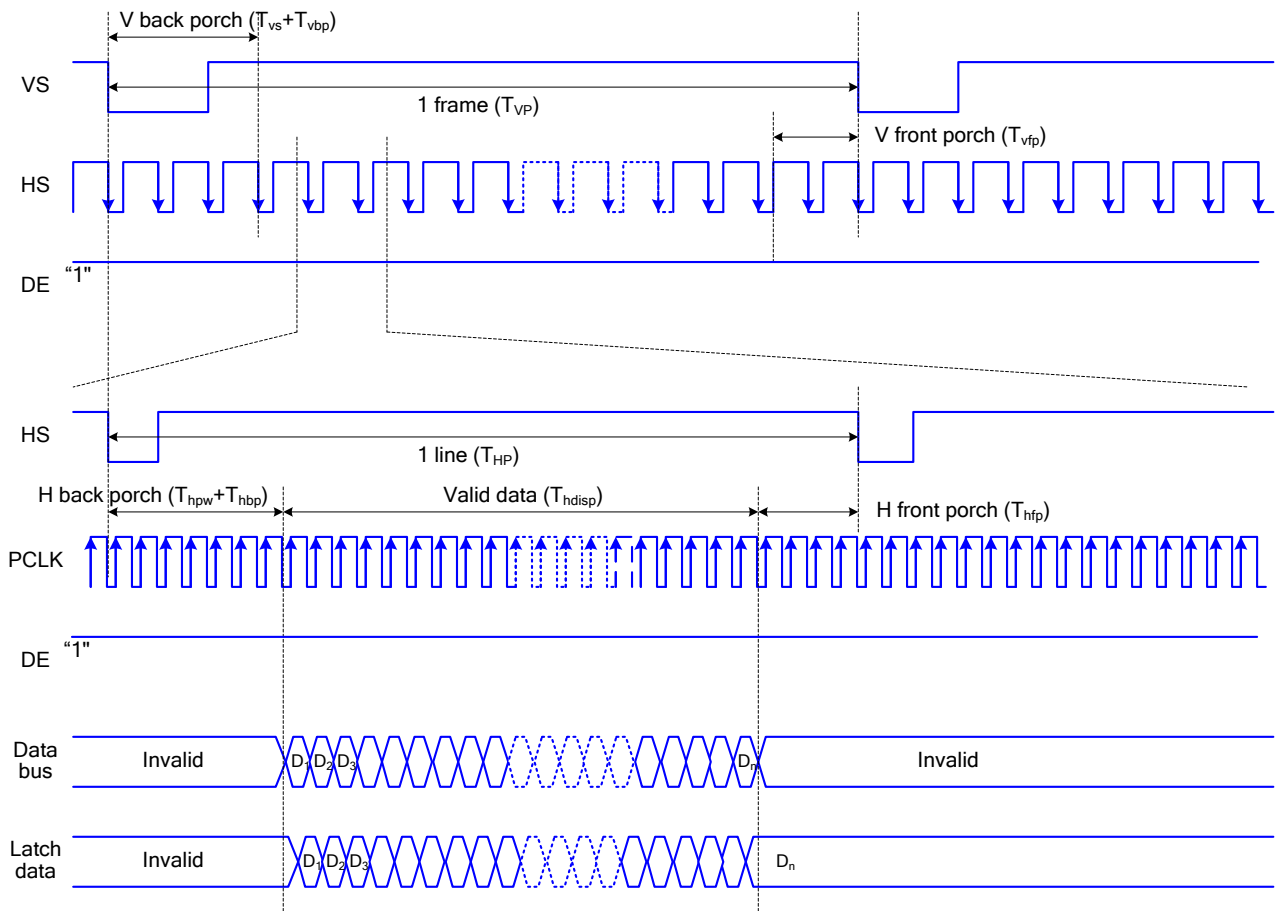 V back porch (Tvs+Tvbp)
VS
1 frame (TVP)
V front porch (Tvfp)
HS
DE "1"
HS
1 line (THP)
H back porch (Thpw+Thbp)
Valid data (Thdisp)
H front porch (Thfp)
PCLK
DE "1"
Data bus
Invalid
D1 D2 D3
Dn
Invalid
Latch data
Invalid
D1 D2 D3
Dn